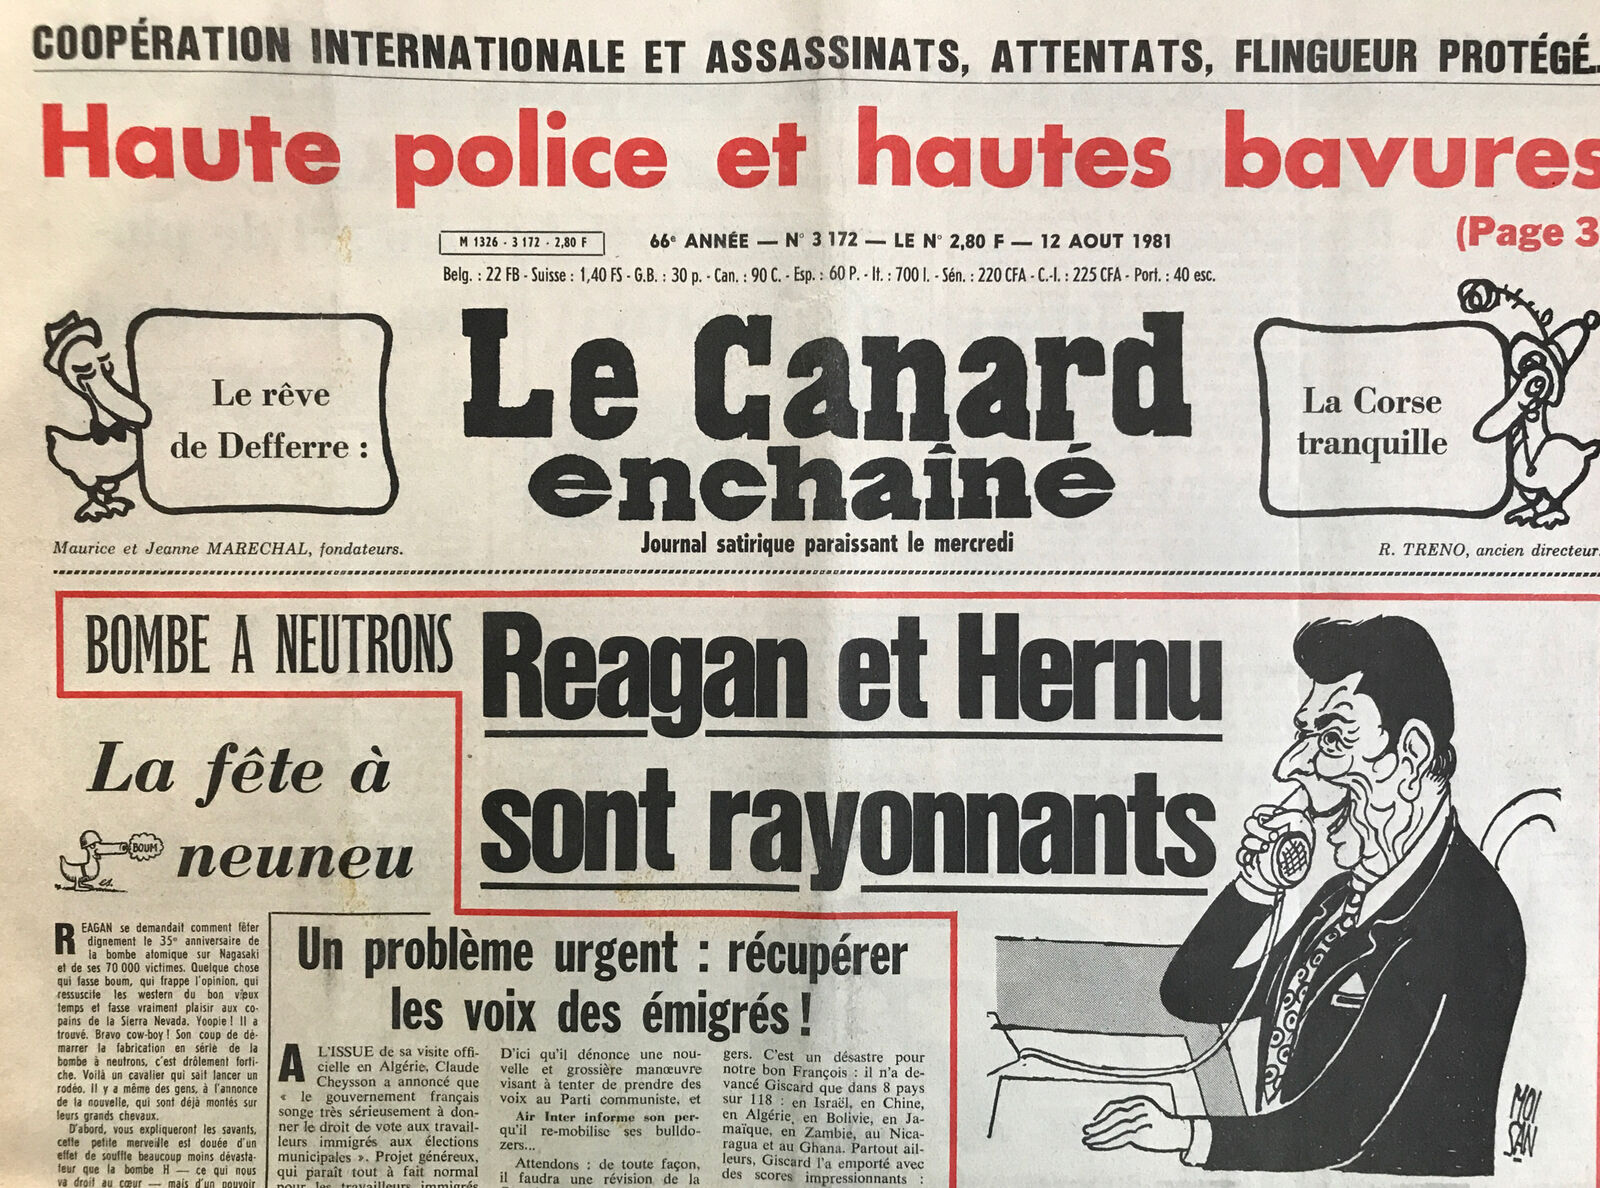 COOPÉRATION INTERNATIONALE ET ASSASSINATS, ATTENTATS, FLINGUEUR PROTÉGÉ..
Haute police et hautes bavures
(Page 3
M 1326 - 3 172 - 2,80 F
66e ANNÉE — N° 3 172 — LE N° 2,80 F — 12 AOUT 1981
Belg. : 22 FB - Suisse : 1,40 FS - G.B. : 30 p. - Can. : 90 C. - Esp. : 60 P. - It. : 700 l. - Sén. : 220 CFA - C.-I. : 225 CFA - Port. : 40 esc.
Le rêve
de Defferre :
Le Canard
enchaîné
La Corse
tranquille
Maurice et Jeanne MARECHAL, fondateurs.
Journal satirique paraissant le mercredi
R. TRENO, ancien directeur
BOMBE A NEUTRONS
Reagan et Hernu
sont rayonnants
La fête à
neuneu
BOUM
REAGAN se demandait comment fêter
dignement le 35e anniversaire de
la bombe atomique sur Nagasaki
et de ses 70 000 victimes. Quelque chose
qui fasse boum, qui frappe l'opinion, qui
ressuscite les western du bon vieux
temps et fasse vraiment plaisir aux co-
pains de la Sierra Nevada. Yoopie ! Il a
trouvé. Bravo cow-boy ! Son coup de dé-
marrer la fabrication en série de la
bombe à neutrons, c'est drôlement forti-
che. Voilà un cavalier qui sait lancer un
rodéo. Il y a même des gens, à l'annonce
de la nouvelle, qui sont déjà montés sur
leurs grands chevaux.
D'abord, vous expliqueront les savants,
cette petite merveille est douée d'un
effet de souffle beaucoup moins dévasta-
teur que la bombe H — ce qui nous
va droit au cœur — mais d'un pouvoir
Un problème urgent : récupérer
les voix des émigrés !
A L'ISSUE de sa visite offi-
cielle en Algérie, Claude
Cheysson a annoncé que
« le gouvernement français
songe très sérieusement à don-
ner le droit de vote aux travail-
leurs immigrés aux élections
municipales ». Projet généreux,
qui paraît tout à fait normal
pour les travailleurs immigrés
D'ici qu'il dénonce une nou-
velle et grossière manœuvre
visant à tenter de prendre des
voix au Parti communiste, et
Air Inter informe son per-
qu'il re-mobilise ses bulldo-
zers...
Attendons : de toute façon,
il faudra une révision de la
gers. C'est un désastre pour
notre bon François : il n'a de-
vancé Giscard que dans 8 pays
sur 118 : en Israël, en Chine,
en Algérie, en Bolivie, en Ja-
maïque, en Zambie, au Nica-
ragua et au Ghana. Partout ail-
leurs, Giscard l'a emporté avec
des scores impressionnants :
MOI
SAN